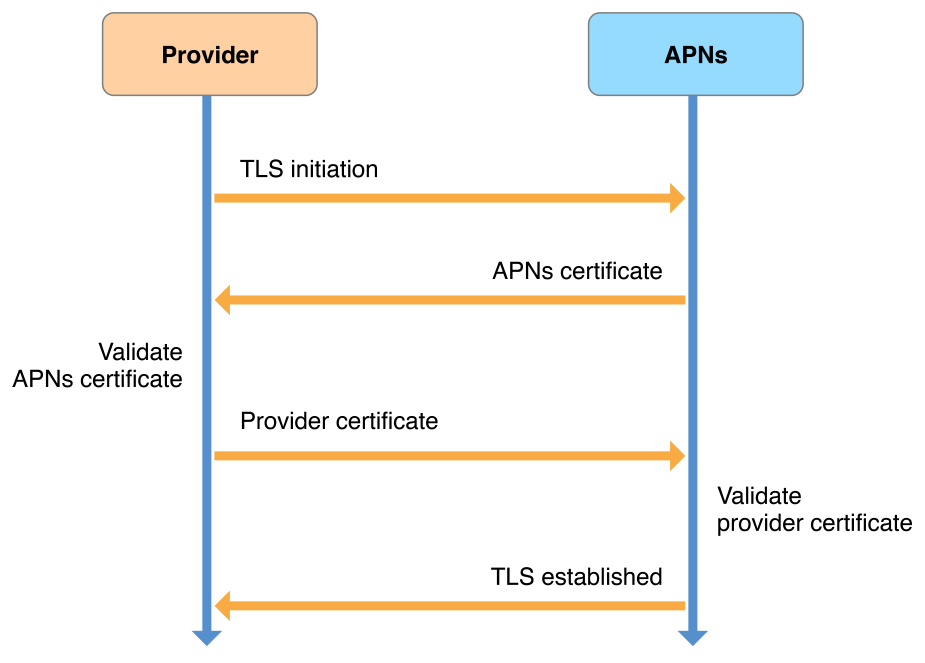 Provider
APNs
TLS initiation
APNs certificate
Validate
APNs certificate
Provider certificate
Validate
provider certificate
TLS established